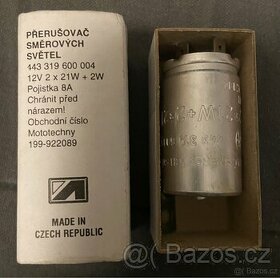 PŘERUŠOVAČ
SMĚROVÝCH
SVĚTEL
443 319 600 004
12V 2 x 21W + 2W
Pojistka 8A
Chránit před
nárazem!
Obchodní číslo
Mototechny
199-922089
MADE IN
CZECH REPUBLIC
Bazoš.cz